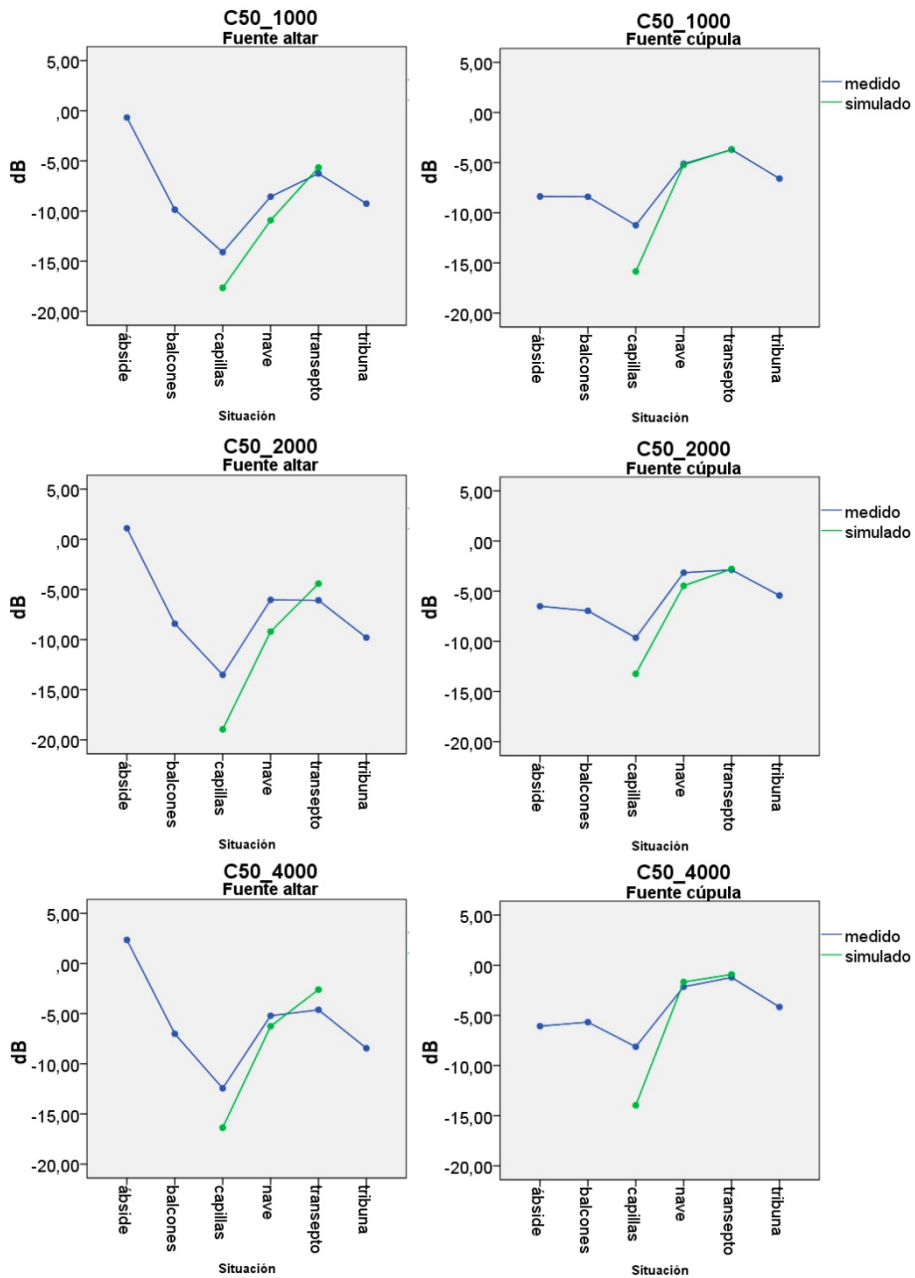 C50_1000
Fuente altar
5,00
,00
-5,00
-10,00
-15,00
-20,00
dB
ábside
balcones
capillas
nave
transepto
tribuna
Situación
C50_1000
Fuente cúpula
5,00
,00
-5,00
-10,00
-15,00
-20,00
dB
ábside
balcones
capillas
nave
transepto
tribuna
Situación
medido
simulado
C50_2000
Fuente altar
5,00
,00
-5,00
-10,00
-15,00
-20,00
dB
ábside
balcones
capillas
nave
transepto
tribuna
Situación
C50_2000
Fuente cúpula
5,00
,00
-5,00
-10,00
-15,00
-20,00
dB
ábside
balcones
capillas
nave
transepto
tribuna
Situación
medido
simulado
C50_4000
Fuente altar
5,00
,00
-5,00
-10,00
-15,00
-20,00
dB
ábside
balcones
capillas
nave
transepto
tribuna
Situación
C50_4000
Fuente cúpula
5,00
,00
-5,00
-10,00
-15,00
-20,00
dB
ábside
balcones
capillas
nave
transepto
tribuna
Situación
medido
simulado